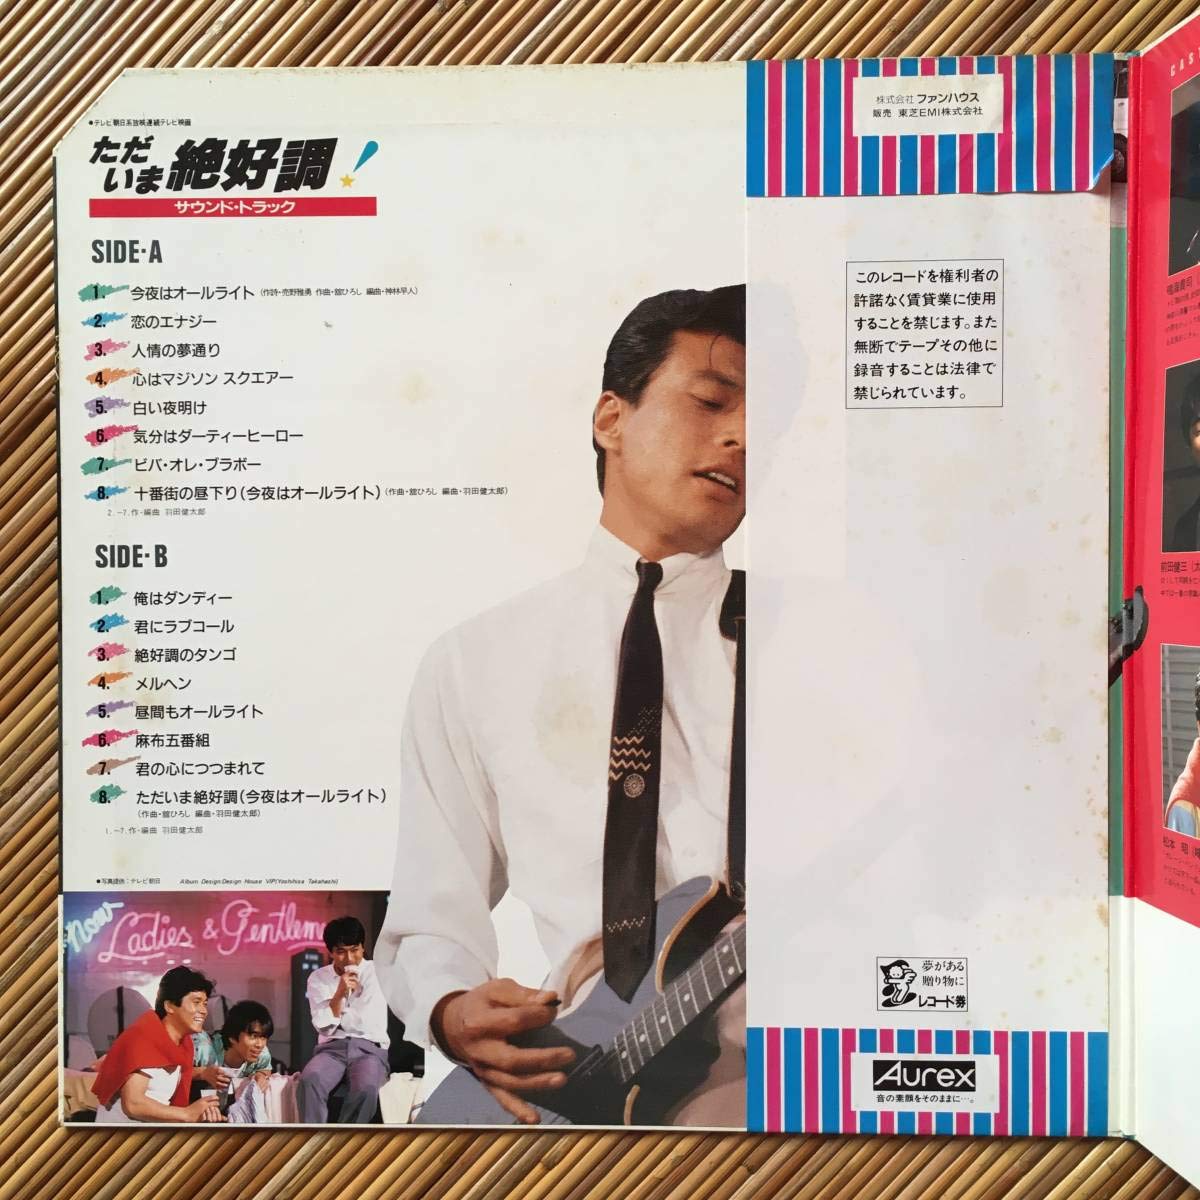 ●テレビ朝日系放映連続テレビ映画
ただ
いま絶好調!
サウンド・トラック
SIDE・A
1. 今夜はオールライト(作詩・売野雅勇 作曲・舘ひろし 編曲・神林早人)
2. 恋のエナジー
3. 人情の夢通り
4. 心はマジソン スクエアー
5. 白い夜明け
6. 気分はダーティーヒーロー
7. ビバ・オレ・ブラボー
8. 十番街の昼下り(今夜はオールライト)(作曲・舘ひろし 編曲・羽田健太郎)
2.−7.作・編曲 羽田健太郎
SIDE・B
1. 俺はダンディー
2. 君にラブコール
3. 絶好調のタンゴ
4. メルヘン
5. 昼間もオールライト
6. 麻布五番組
7. 君の心につつまれて
8. ただいま絶好調(今夜はオールライト)
(作曲・舘ひろし 編曲・羽田健太郎)
1.−7.作・編曲 羽田健太郎
●写真提供:テレビ朝日 Album Design:Design House VIP(Yoshihisa Takahashi)
now
Ladies & Gentlem
株式会社 ファンハウス
販売 東芝EMI株式会社
このレコードを権利者の
許諾なく賃貸業に使用
することを禁じます。また
無断でテープその他に
録音することは法律で
禁じられています。
夢がある
贈り物に
レコード券
Aurex
音の素顔をそのままに…。
CAS
鳴海貴司
前田健三
松本 昭